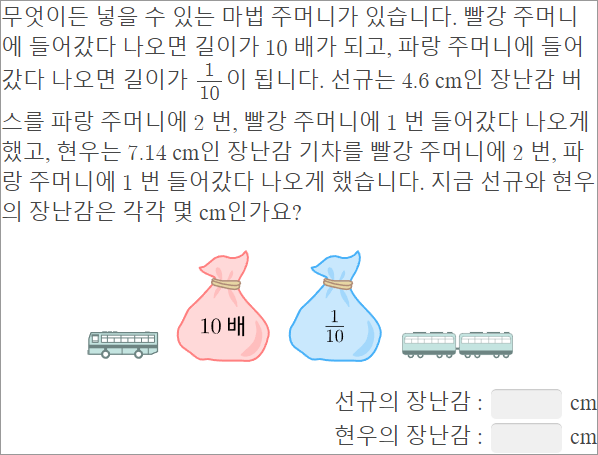 무엇이든 넣을 수 있는 마법 주머니가 있습니다. 빨강 주머니
에 들어갔다 나오면 길이가 10 배가 되고, 파랑 주머니에 들어
갔다 나오면 길이가 1/10 이 됩니다. 선규는 4.6 cm인 장난감 버
스를 파랑 주머니에 2 번, 빨강 주머니에 1 번 들어갔다 나오게
했고, 현우는 7.14 cm인 장난감 기차를 빨강 주머니에 2 번, 파
랑 주머니에 1 번 들어갔다 나오게 했습니다. 지금 선규와 현우
의 장난감은 각각 몇 cm인가요?
10 배
1/10
선규의 장난감 : cm
현우의 장난감 : cm